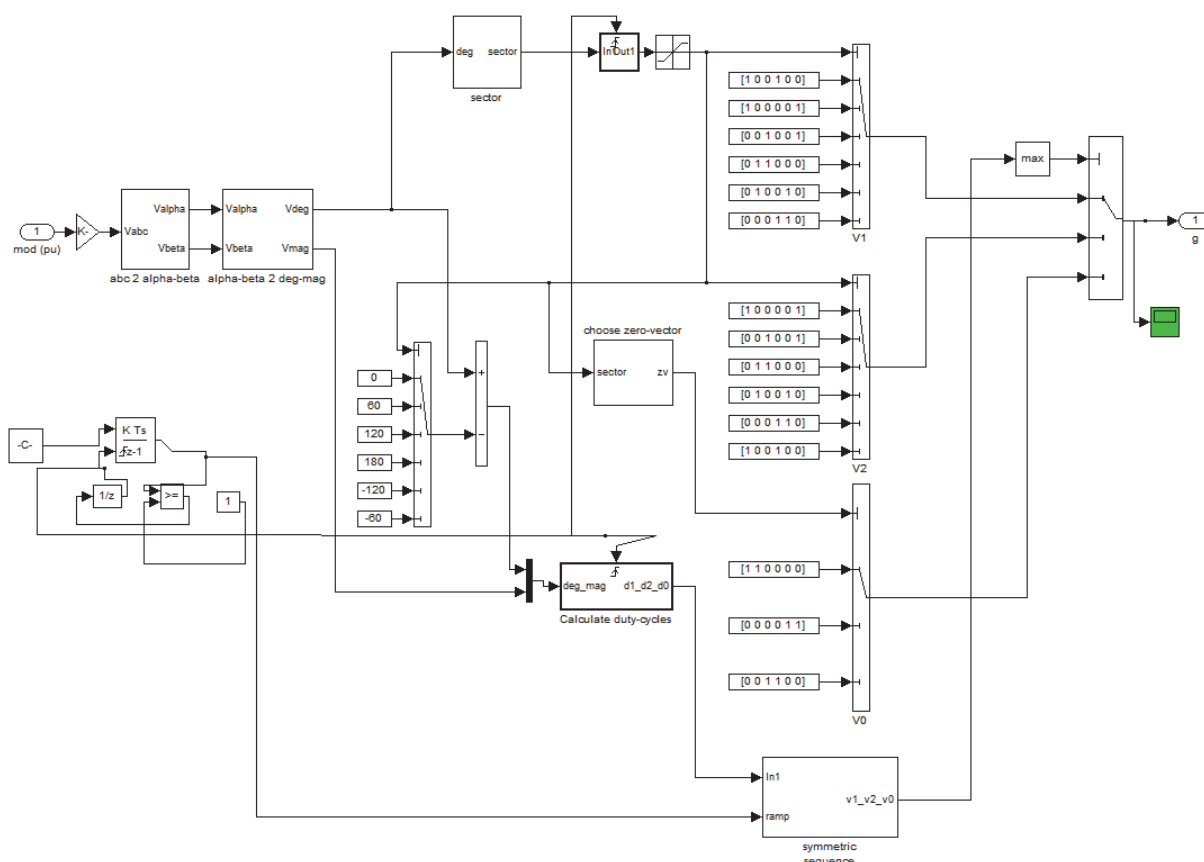 deg
sector
sector
In
Out1
[1 0 0 1 0 0]
[1 0 0 0 0 1]
[0 0 1 0 0 1]
[0 1 1 0 0 0]
[0 1 0 0 1 0]
[0 0 0 1 1 0]
V1
max
1
g
1
mod (pu)
K-
Vabc
Valpha
Vbeta
abc 2 alpha-beta
Valpha
Vbeta
Vdeg
Vmag
alpha-beta 2 deg-mag
choose zero-vector
sector
zv
[1 0 0 0 0 1]
[0 0 1 0 0 1]
[0 1 1 0 0 0]
[0 1 0 0 1 0]
[0 0 0 1 1 0]
[1 0 0 1 0 0]
V2
0
60
120
180
-120
-60
+
−
-C-
K Ts
z-1
1/z
>=
1
deg_mag
d1_d2_d0
Calculate duty-cycles
[1 1 0 0 0 0]
[0 0 0 0 1 1]
[0 0 1 1 0 0]
V0
In1
ramp
v1_v2_v0
symmetric
sequence